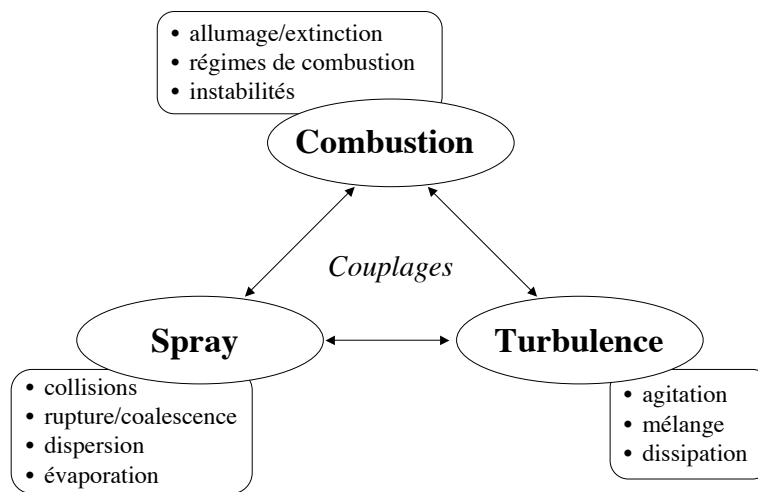 • allumage/extinction
• régimes de combustion
• instabilités
Combustion
Couplages
Spray
Turbulence
• collisions
• rupture/coalescence
• dispersion
• évaporation
• agitation
• mélange
• dissipation